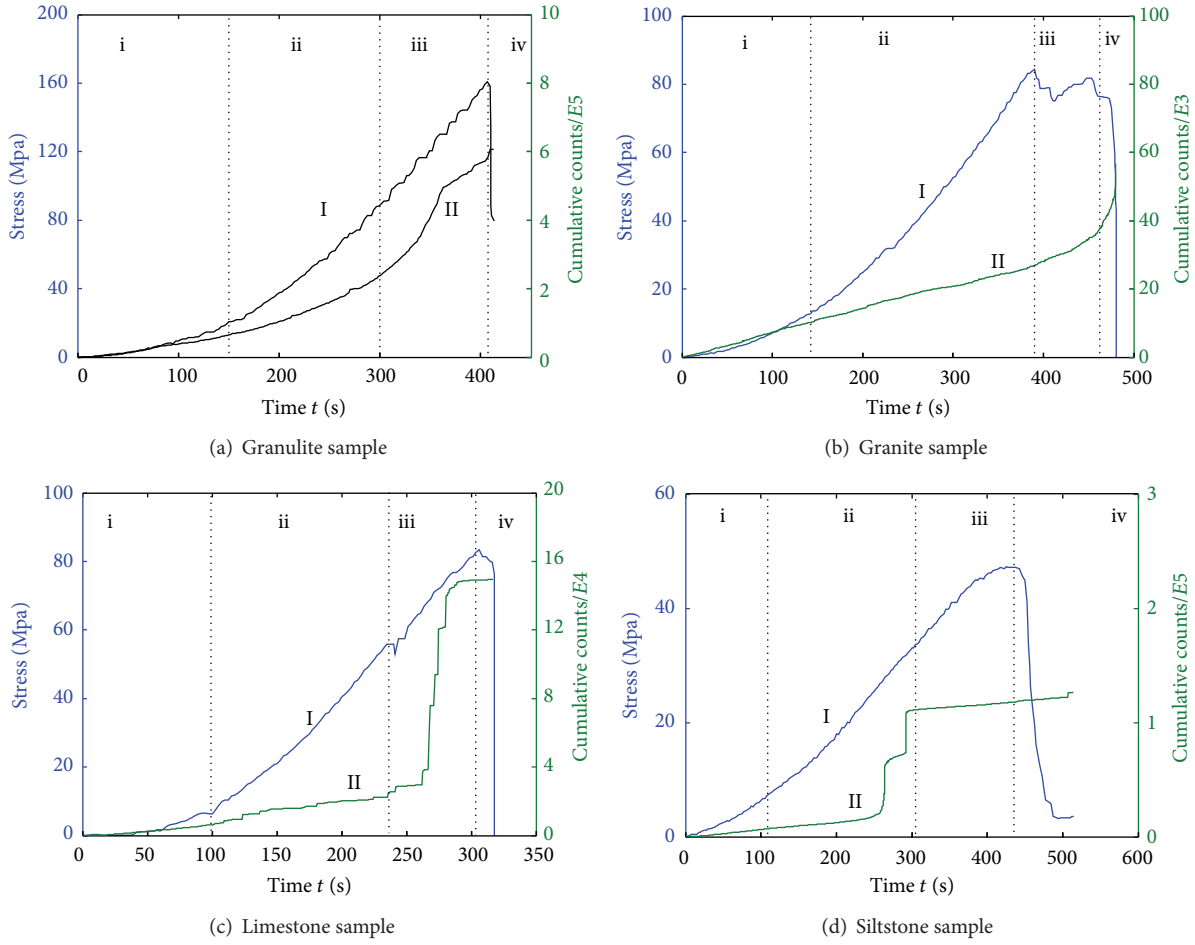 200
160
120
80
40
0
Stress (Mpa)
i
ii
iii
iv
I
II
10
8
6
4
2
0
Cumulative counts/E5
0 100 200 300 400
Time t (s)
(a) Granulite sample
100
80
60
40
20
0
Stress (Mpa)
i
ii
iii
iv
I
II
100
80
60
40
20
0
Cumulative counts/E3
0 100 200 300 400 500
Time t (s)
(b) Granite sample
100
80
60
40
20
0
Stress (Mpa)
i
ii
iii
iv
I
II
20
16
12
8
4
0
Cumulative counts/E4
0 50 100 150 200 250 300 350
Time t (s)
(c) Limestone sample
60
40
20
0
Stress (Mpa)
i
ii
iii
iv
I
II
3
2
1
0
Cumulative counts/E5
0 100 200 300 400 500 600
Time t (s)
(d) Siltstone sample